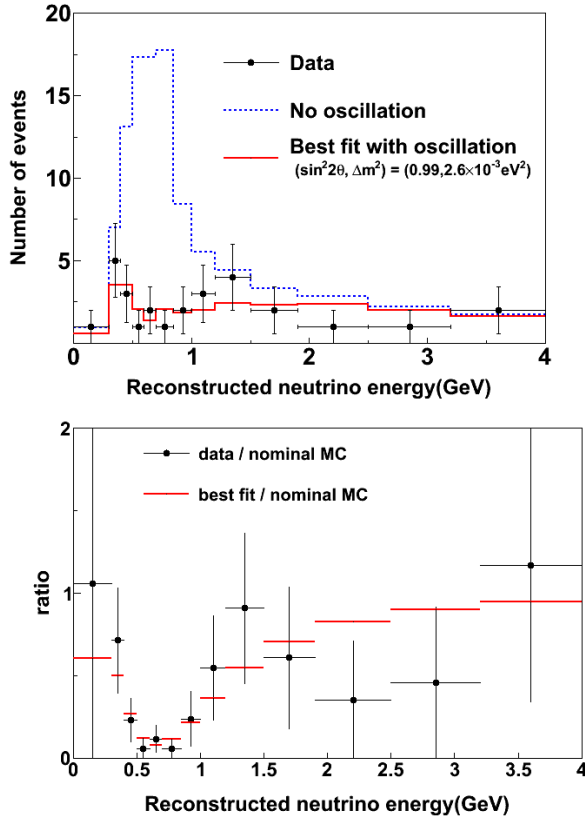 20
15
10
5
0
Number of events
Data
No oscillation
Best fit with oscillation
(sin²2θ, Δm²) = (0.99,2.6×10⁻³eV²)
0 1 2 3 4
Reconstructed neutrino energy(GeV)
2
1
0
ratio
data / nominal MC
best fit / nominal MC
0.5 1 1.5 2 2.5 3 3.5 4
Reconstructed neutrino energy(GeV)